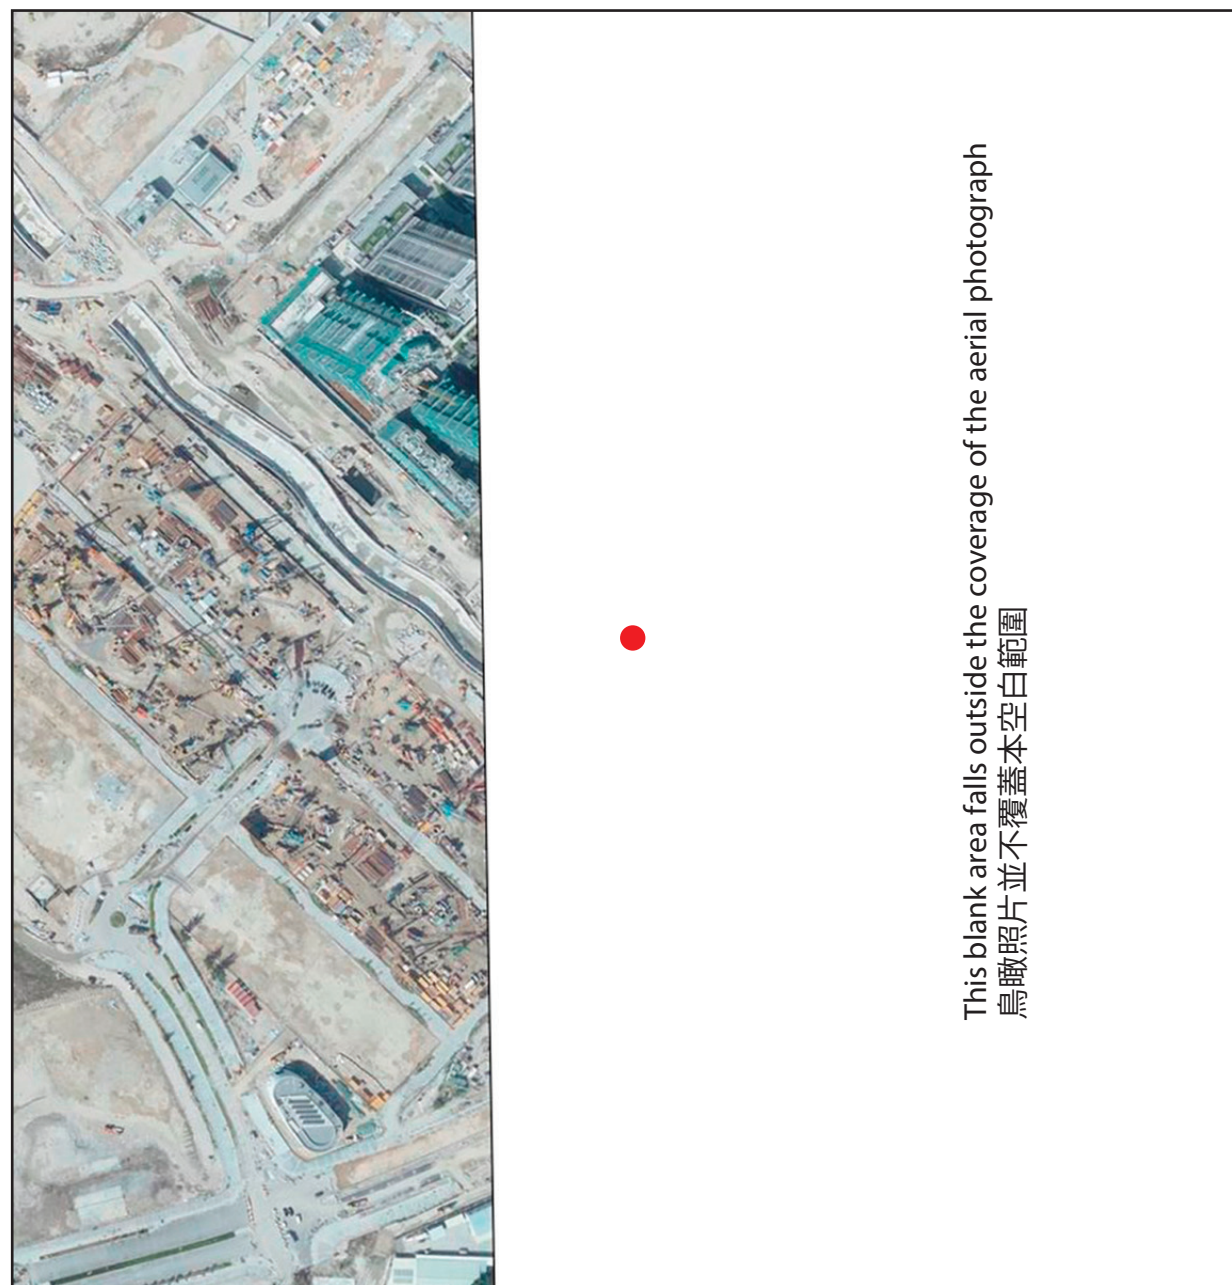 This blank area falls outside the coverage of the aerial photograph
鳥瞰照片並不覆蓋本空白範圍